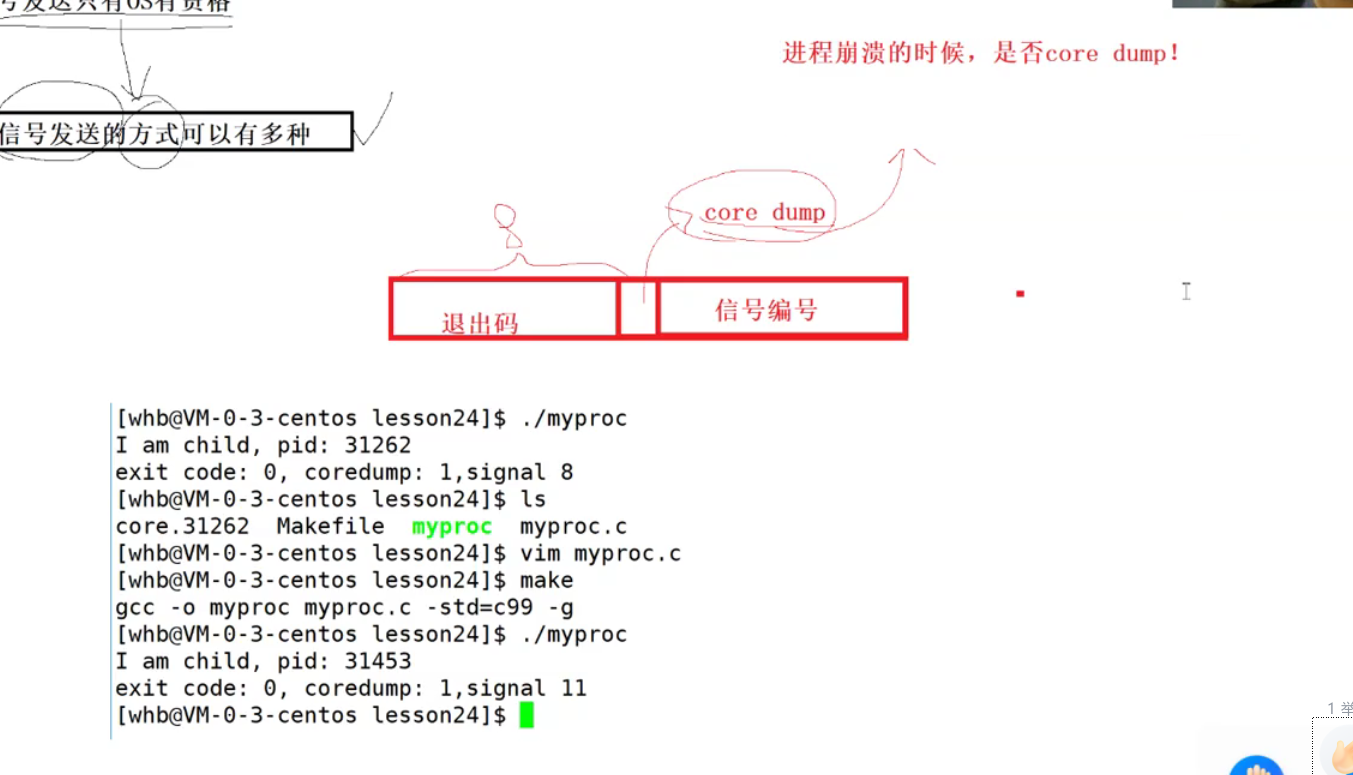 号发送只有OS有资格
进程崩溃的时候，是否core dump！
信号发送的方式可以有多种
core dump
退出码
信号编号
[whb@VM-0-3-centos lesson24]$ ./myproc
I am child, pid: 31262
exit code: 0, coredump: 1,signal 8
[whb@VM-0-3-centos lesson24]$ ls
core.31262  Makefile  myproc  myproc.c
[whb@VM-0-3-centos lesson24]$ vim myproc.c
[whb@VM-0-3-centos lesson24]$ make
gcc -o myproc myproc.c -std=c99 -g
[whb@VM-0-3-centos lesson24]$ ./myproc
I am child, pid: 31453
exit code: 0, coredump: 1,signal 11
[whb@VM-0-3-centos lesson24]$
1 举